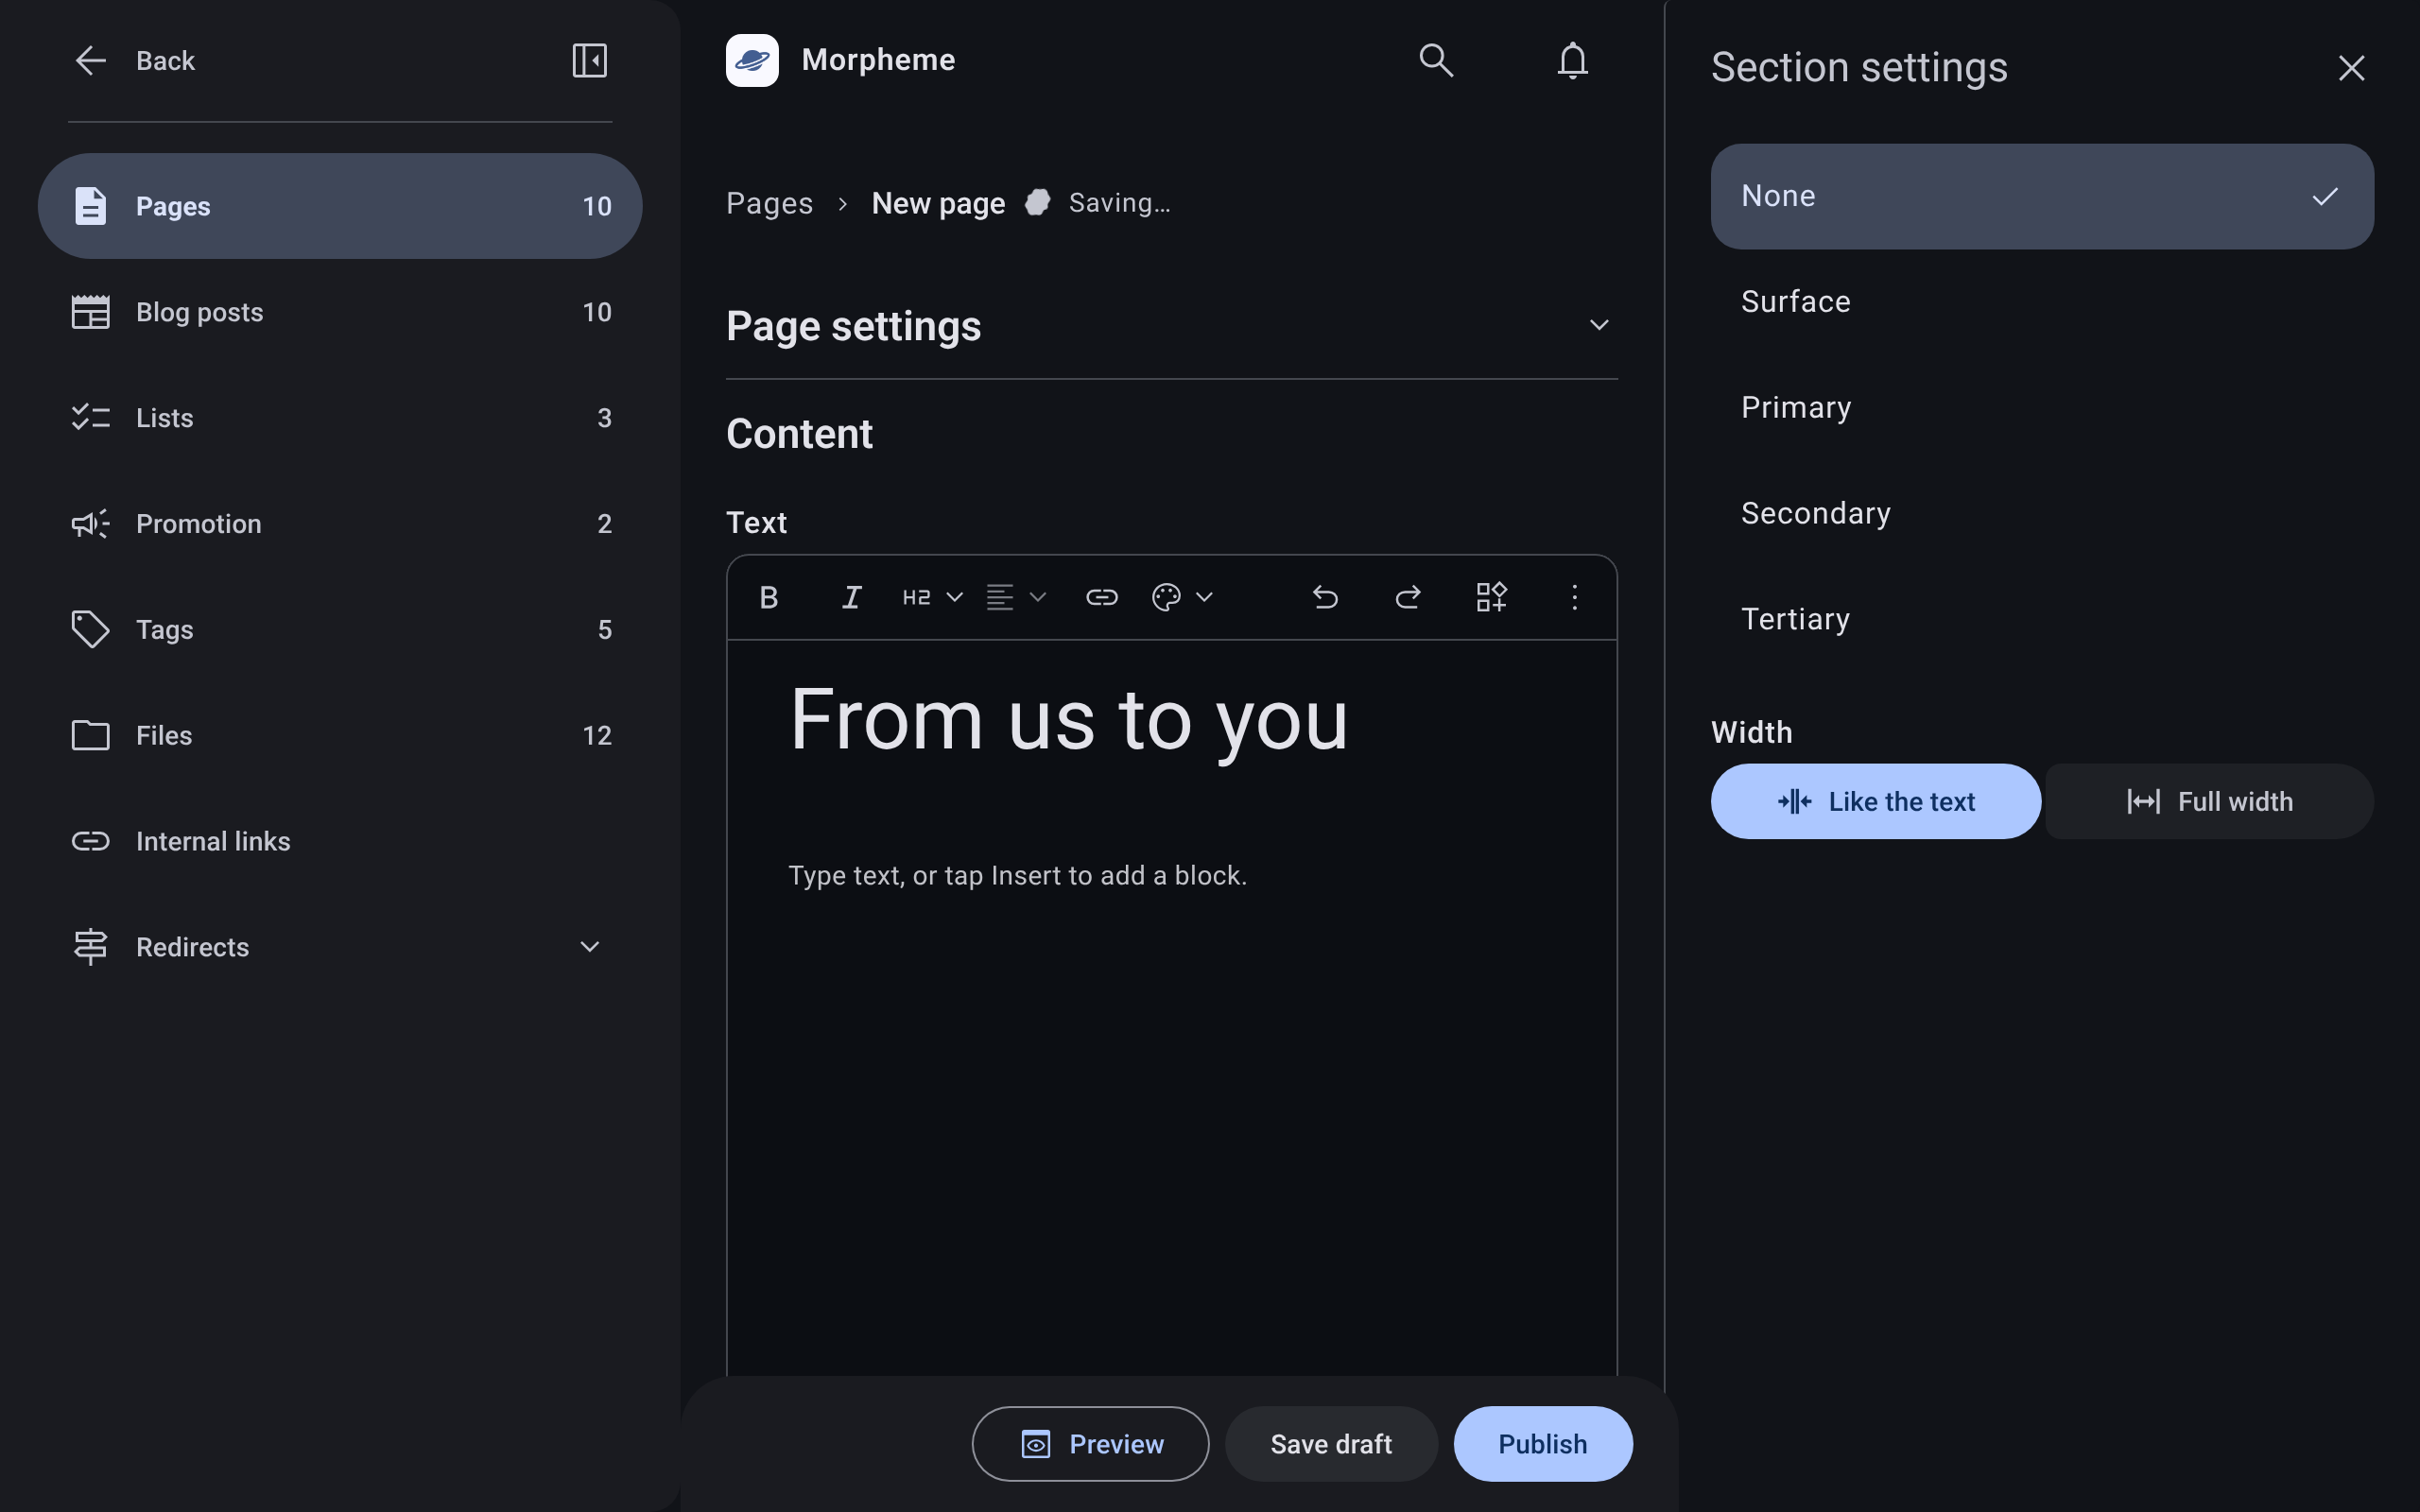 Back
Pages 10
Blog posts 10
Lists 3
Promotion 2
Tags 5
Files 12
Internal links
Redirects
Morpheme
Pages › New page Saving…
Page settings
Content
Text
B I H2
From us to you
Type text, or tap Insert to add a block.
Preview Save draft Publish
Section settings
None
Surface
Primary
Secondary
Tertiary
Width
Like the text Full width